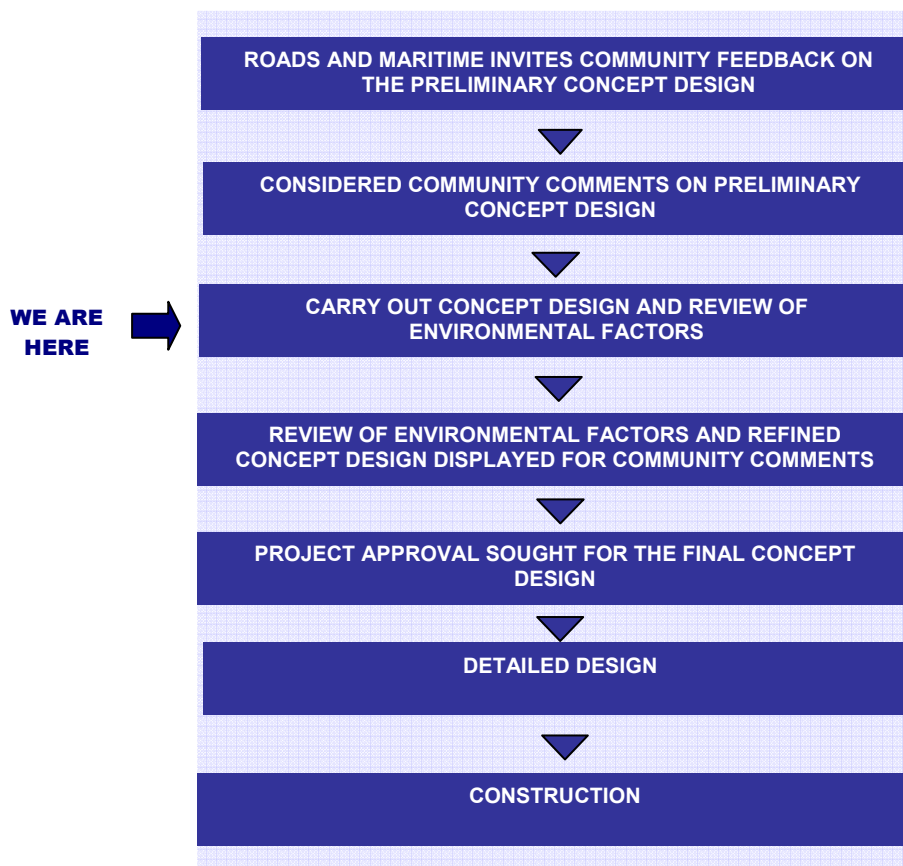 ROADS AND MARITIME INVITES COMMUNITY FEEDBACK ON
THE PRELIMINARY CONCEPT DESIGN
CONSIDERED COMMUNITY COMMENTS ON PRELIMINARY
CONCEPT DESIGN
WE ARE
HERE
CARRY OUT CONCEPT DESIGN AND REVIEW OF
ENVIRONMENTAL FACTORS
REVIEW OF ENVIRONMENTAL FACTORS AND REFINED
CONCEPT DESIGN DISPLAYED FOR COMMUNITY COMMENTS
PROJECT APPROVAL SOUGHT FOR THE FINAL CONCEPT
DESIGN
DETAILED DESIGN
CONSTRUCTION